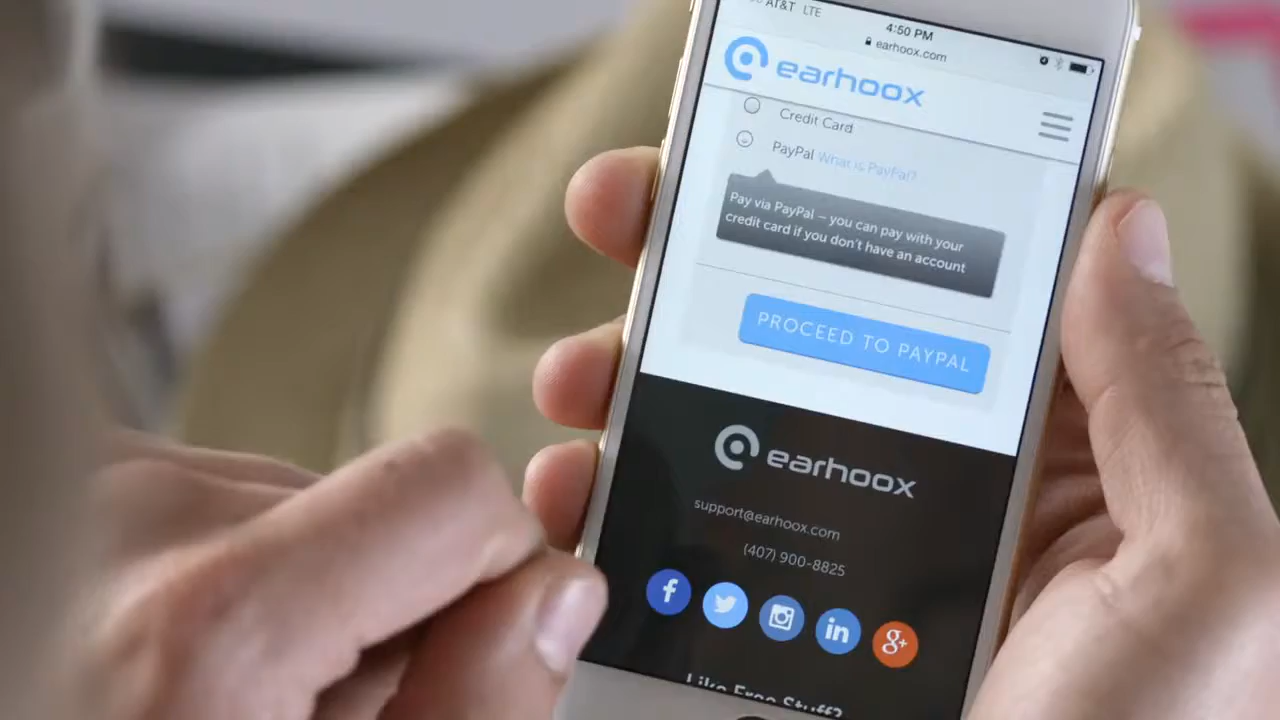 AT&T LTE
4:50 PM
earhoox.com
earhoox
Credit Card
PayPal What is PayPal?
Pay via PayPal – you can pay with your
credit card if you don't have an account
PROCEED TO PAYPAL
earhoox
support@earhoox.com
(407) 900-8825
f
in
g+
Like Free Stuff?